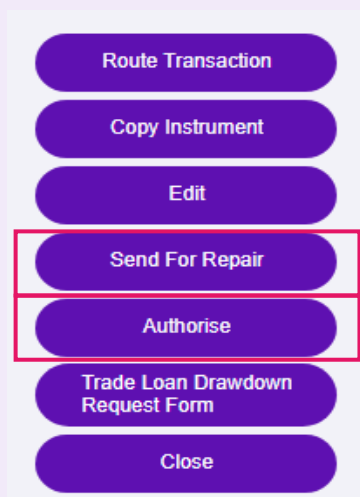 Route Transaction
Copy Instrument
Edit
Send For Repair
Authorise
Trade Loan Drawdown
Request Form
Close